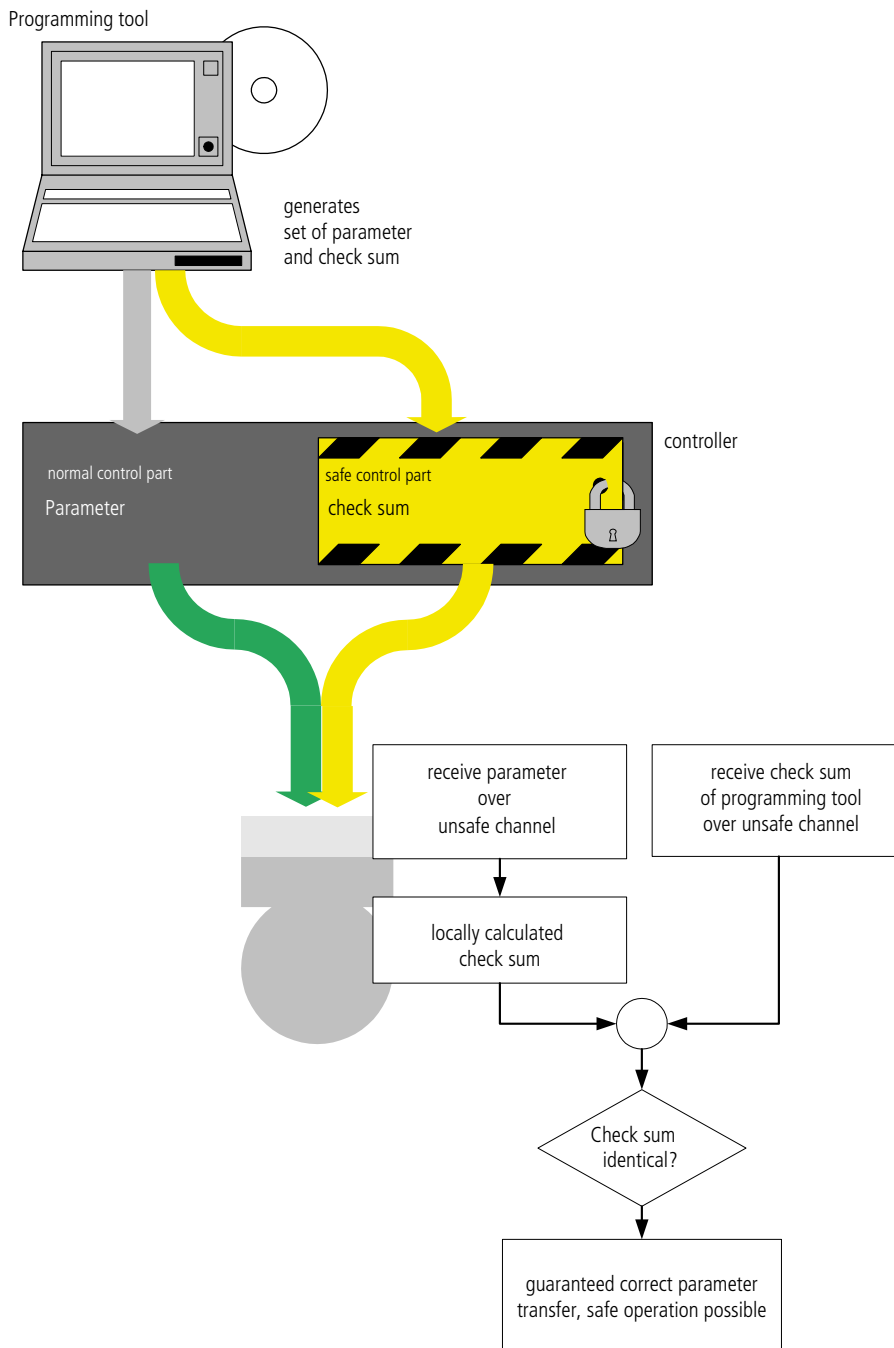 Programming tool
generates
set of parameter
and check sum
controller
normal control part
Parameter
safe control part
check sum
receive parameter
over
unsafe channel
receive check sum
of programming tool
over unsafe channel
locally calculated
check sum
Check sum
identical?
guaranteed correct parameter
transfer, safe operation possible